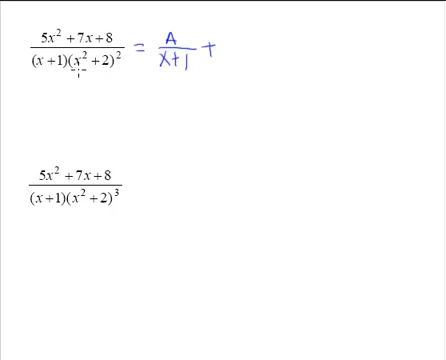 5x² + 7x + 8 / (x + 1)(x² + 2)² = A / x + 1 +
5x² + 7x + 8 / (x + 1)(x² + 2)³